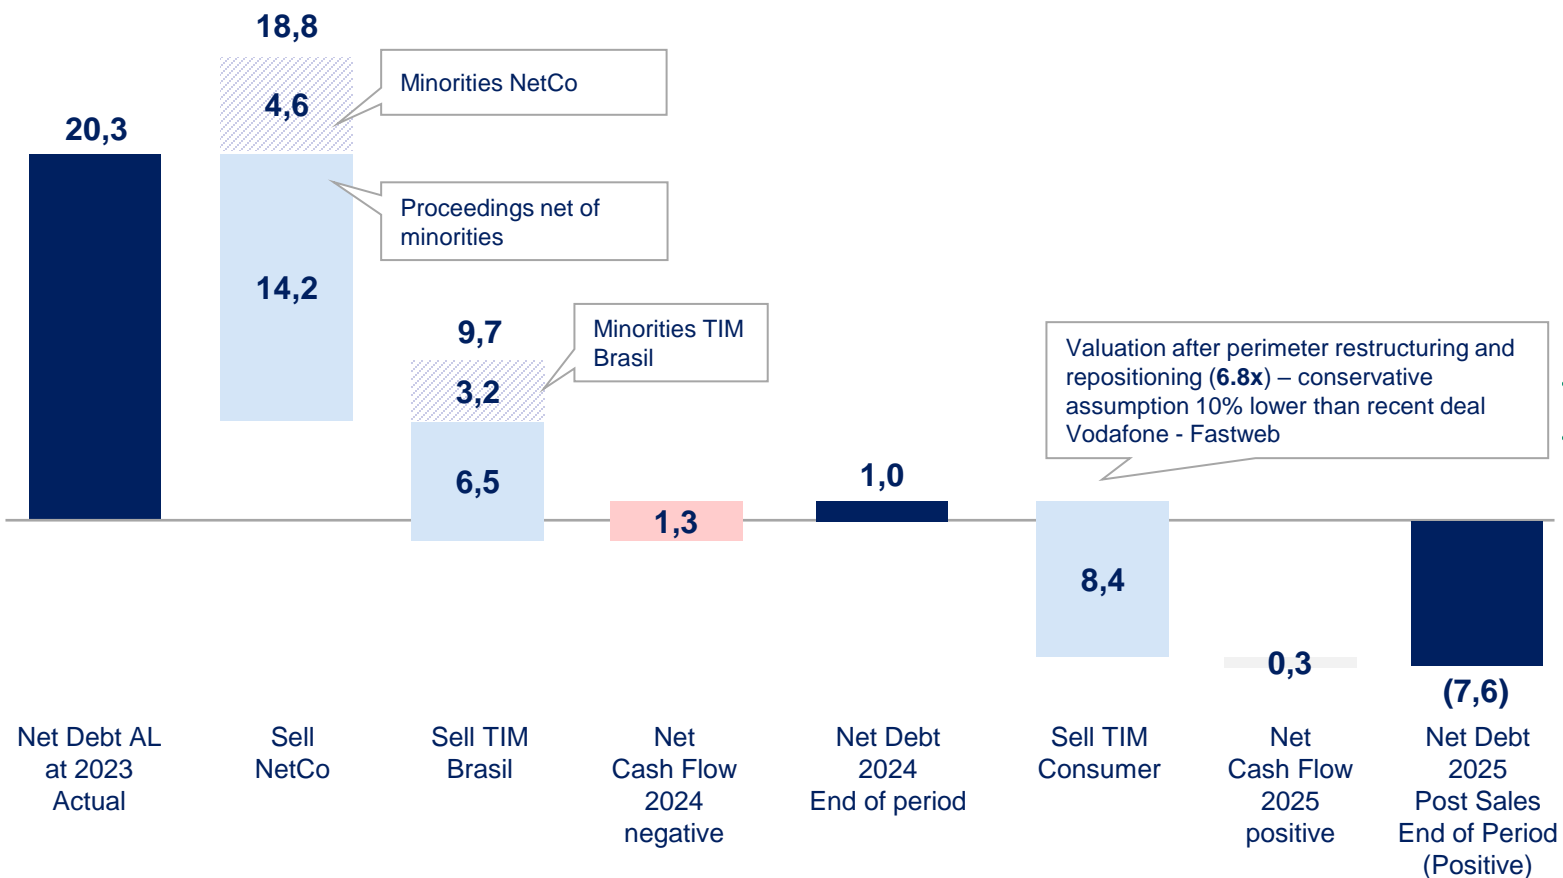 18,8
Minorities NetCo
4,6
20,3
Proceedings net of
minorities
14,2
9,7
Minorities TIM
Brasil
3,2
6,5
1,3
1,0
Valuation after perimeter restructuring and
repositioning (6.8x) – conservative
assumption 10% lower than recent deal
Vodafone - Fastweb
8,4
0,3
(7,6)
Net Debt AL
at 2023
Actual
Sell
NetCo
Sell TIM
Brasil
Net
Cash Flow
2024
negative
Net Debt
2024
End of period
Sell TIM
Consumer
Net
Cash Flow
2025
positive
Net Debt
2025
Post Sales
End of Period
(Positive)